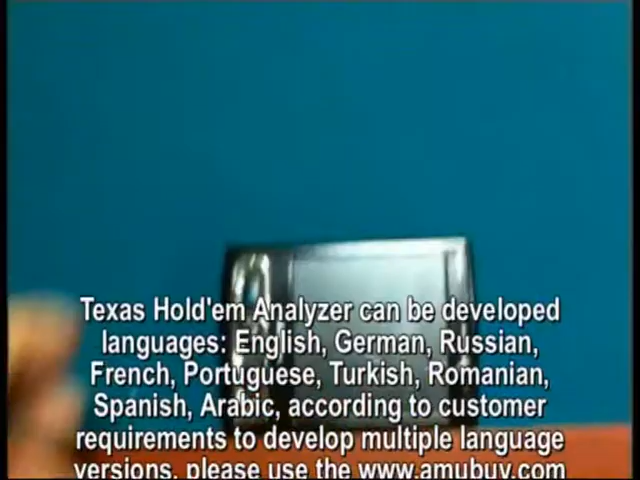 Texas Hold'em Analyzer can be developed
languages: English, German, Russian,
French, Portuguese, Turkish, Romanian,
Spanish, Arabic, according to customer
requirements to develop multiple language
versions, please use the www.amubuy.com